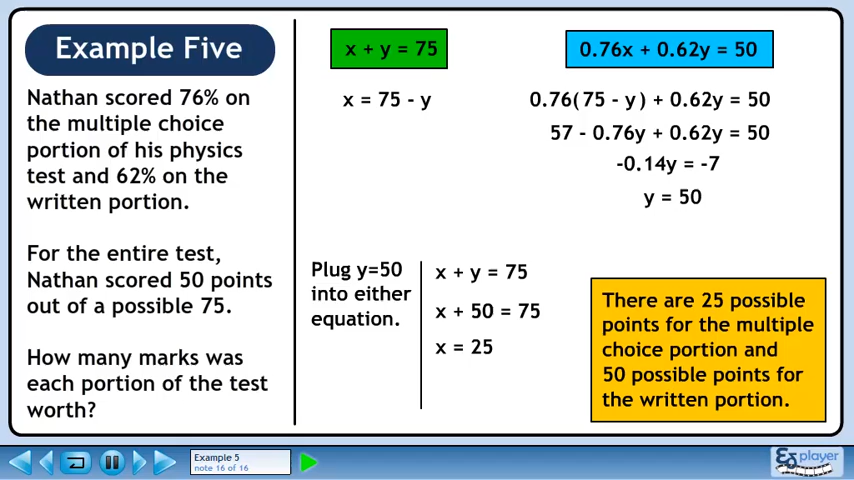 Example Five
Nathan scored 76% on
the multiple choice
portion of his physics
test and 62% on the
written portion.
For the entire test,
Nathan scored 50 points
out of a possible 75.
How many marks was
each portion of the test
worth?
x + y = 75
x = 75 - y
0.76x + 0.62y = 50
0.76(75 - y) + 0.62y = 50
57 - 0.76y + 0.62y = 50
-0.14y = -7
y = 50
Plug y=50
into either
equation.
x + y = 75
x + 50 = 75
x = 25
There are 25 possible
points for the multiple
choice portion and
50 possible points for
the written portion.
Example 5
note 16 of 16
player